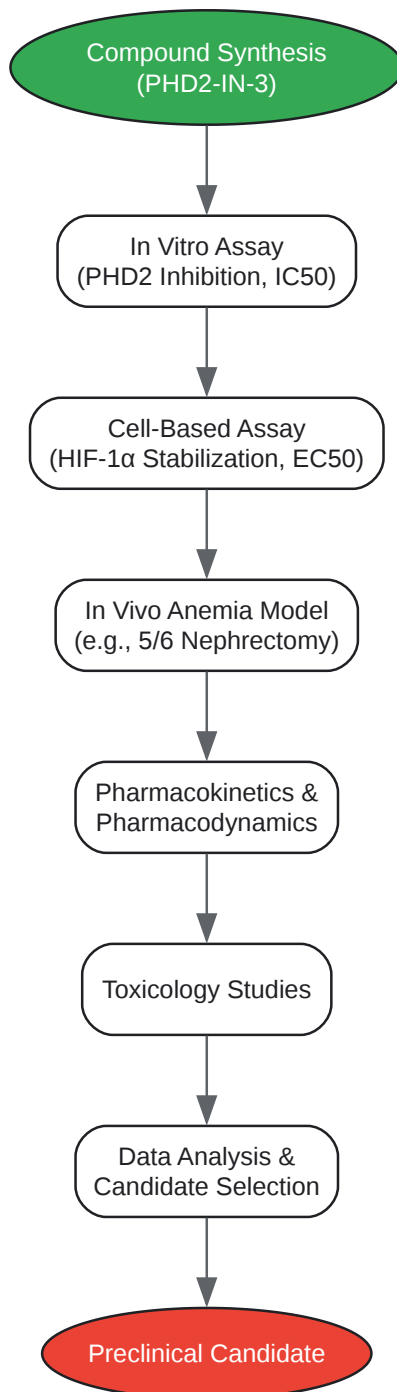 Compound Synthesis
(PHD2-IN-3)
In Vitro Assay
(PHD2 Inhibition, IC50)
Cell-Based Assay
(HIF-1α Stabilization, EC50)
In Vivo Anemia Model
(e.g., 5/6 Nephrectomy)
Pharmacokinetics &
Pharmacodynamics
Toxicology Studies
Data Analysis &
Candidate Selection
Preclinical Candidate